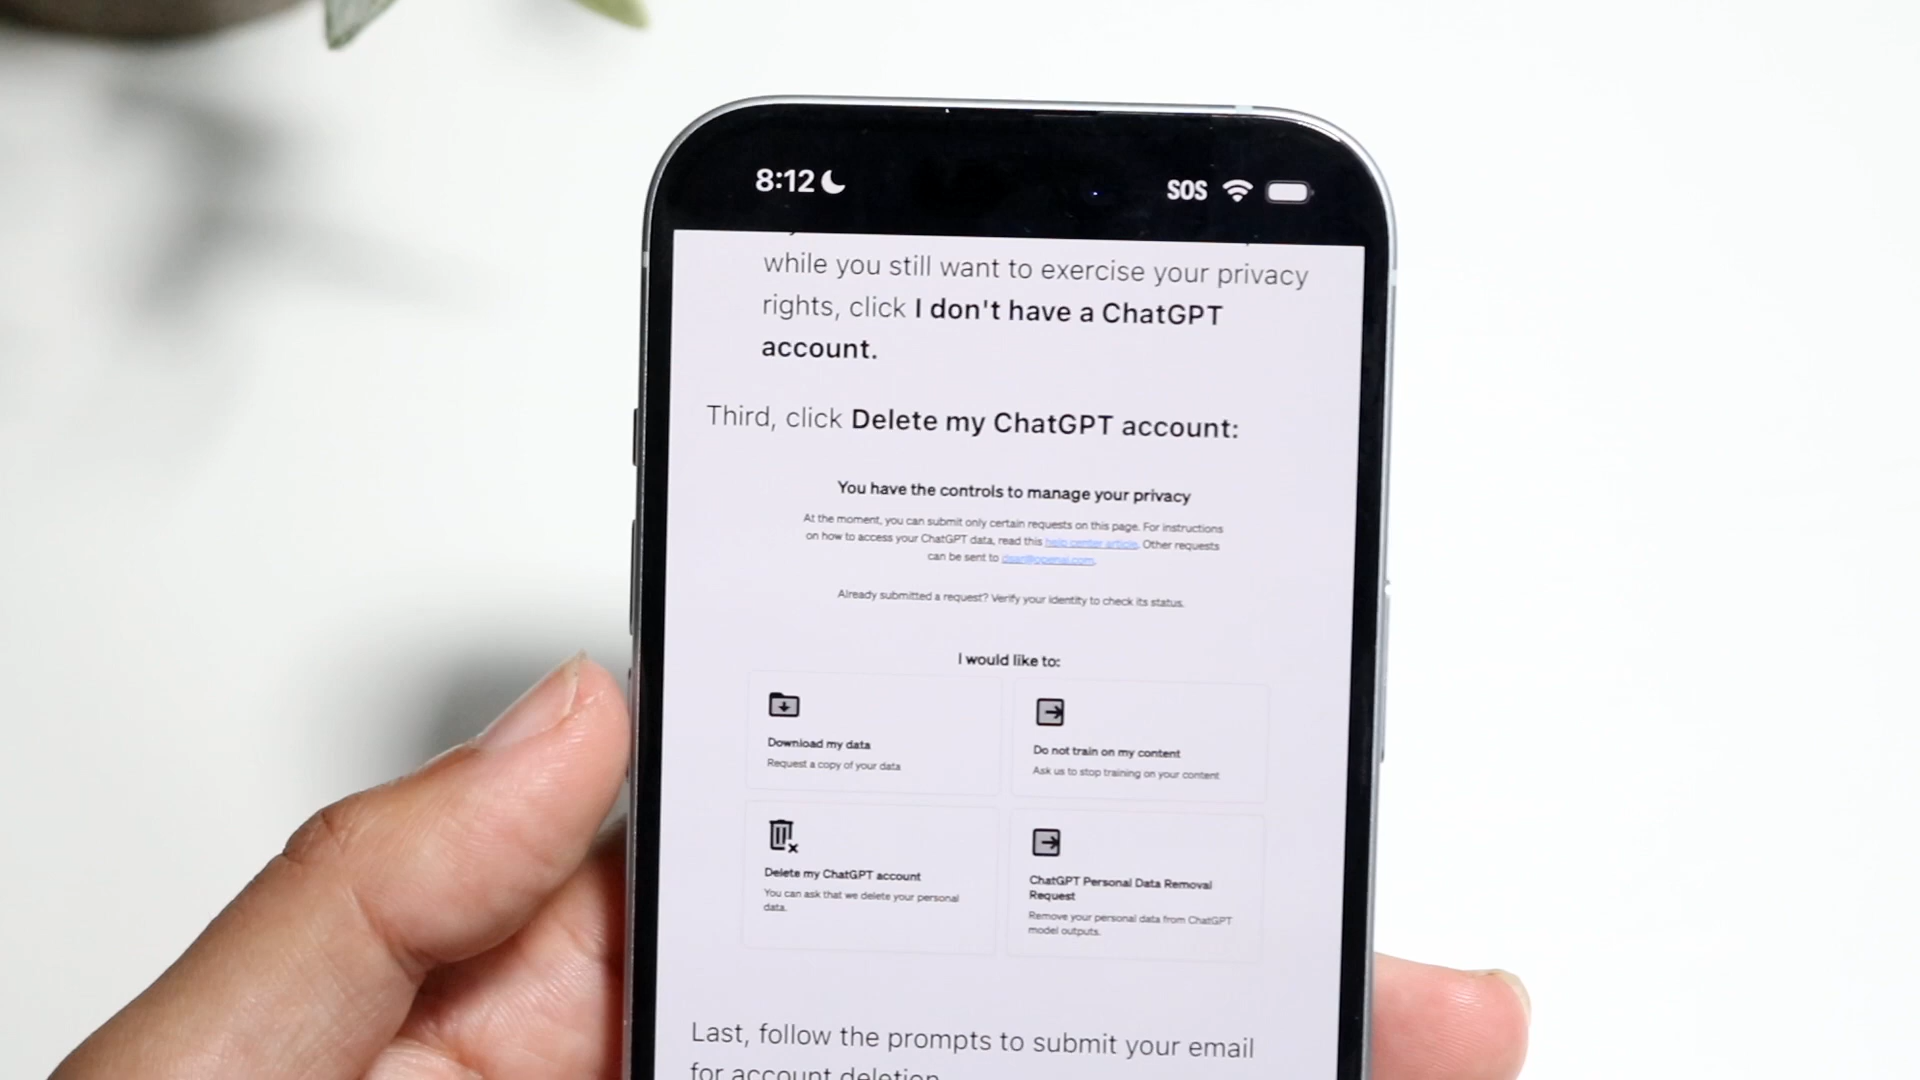 8:12
SOS
while you still want to exercise your privacy
rights, click I don't have a ChatGPT
account.
Third, click Delete my ChatGPT account:
You have the controls to manage your privacy
At the moment, you can submit only certain requests on this page. For instructions
on how to access your ChatGPT data, read this help center article. Other requests
can be sent to dsar@openai.com.
Already submitted a request? Verify your identity to check its status.
I would like to:
Download my data
Request a copy of your data
Do not train on my content
Ask us to stop training on your content
Delete my ChatGPT account
You can ask that we delete your personal
data.
ChatGPT Personal Data Removal
Request
Remove your personal data from ChatGPT
model outputs.
Last, follow the prompts to submit your email
for account deletion